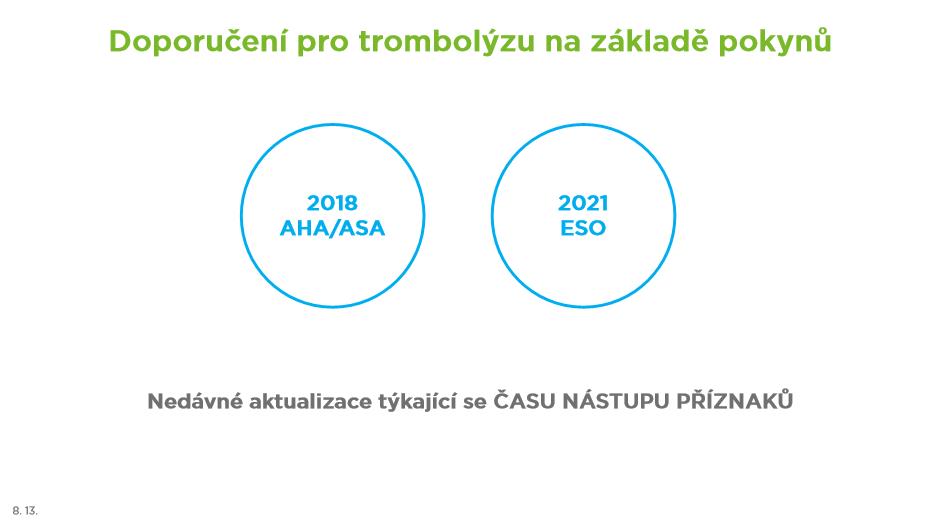 Doporučení pro trombolýzu na základě pokynů
2018
AHA/ASA
2021
ESO
Nedávné aktualizace týkající se ČASU NÁSTUPU PŘÍZNAKŮ
8. 13.